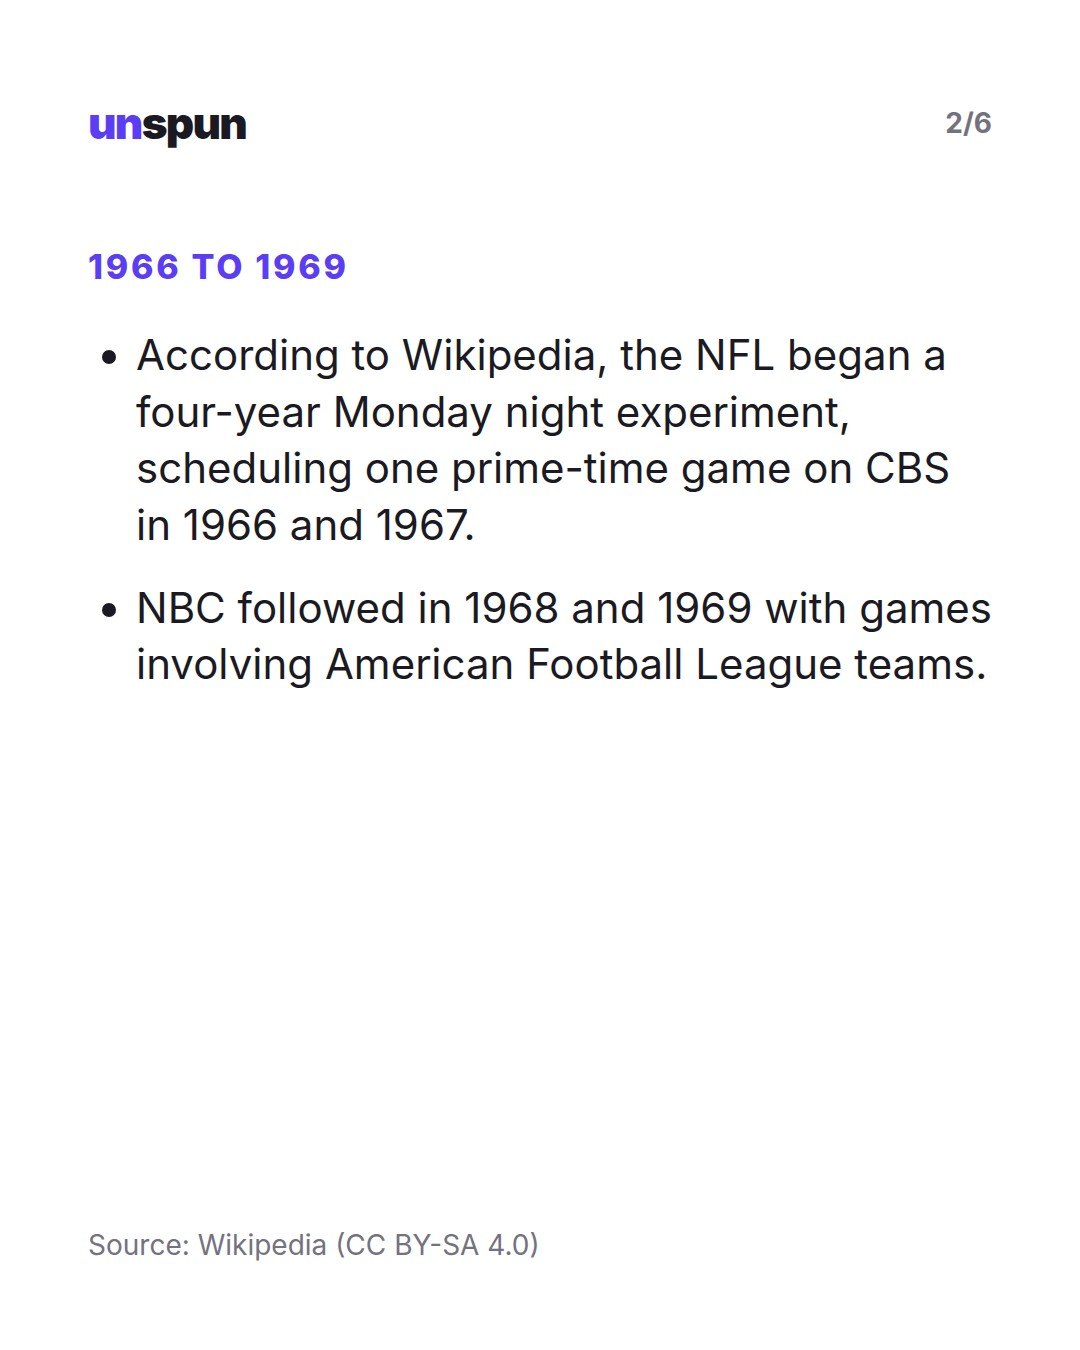 unspun
2/6
1966 TO 1969
• According to Wikipedia, the NFL began a
four-year Monday night experiment,
scheduling one prime-time game on CBS
in 1966 and 1967.
• NBC followed in 1968 and 1969 with games
involving American Football League teams.
Source: Wikipedia (CC BY-SA 4.0)